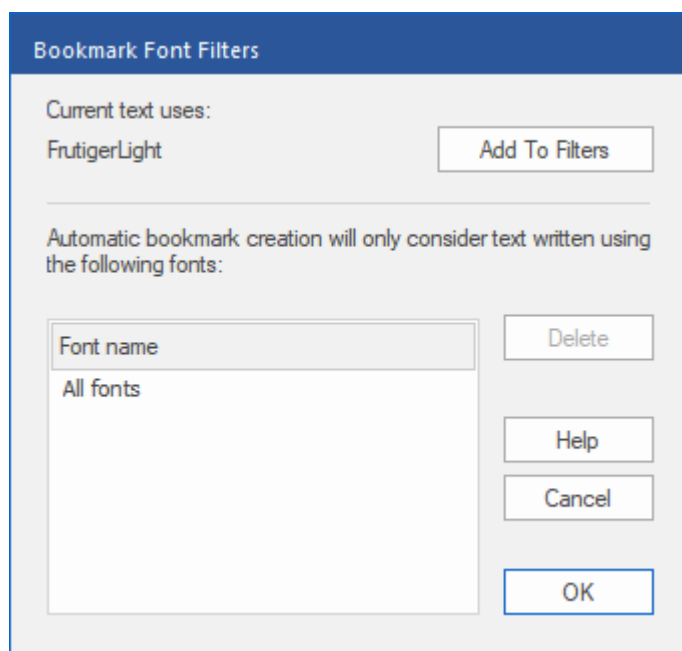 Bookmark Font Filters
Current text uses:
FrutigerLight
Add To Filters
Automatic bookmark creation will only consider text written using
the following fonts:
Font name
All fonts
Delete
Help
Cancel
OK